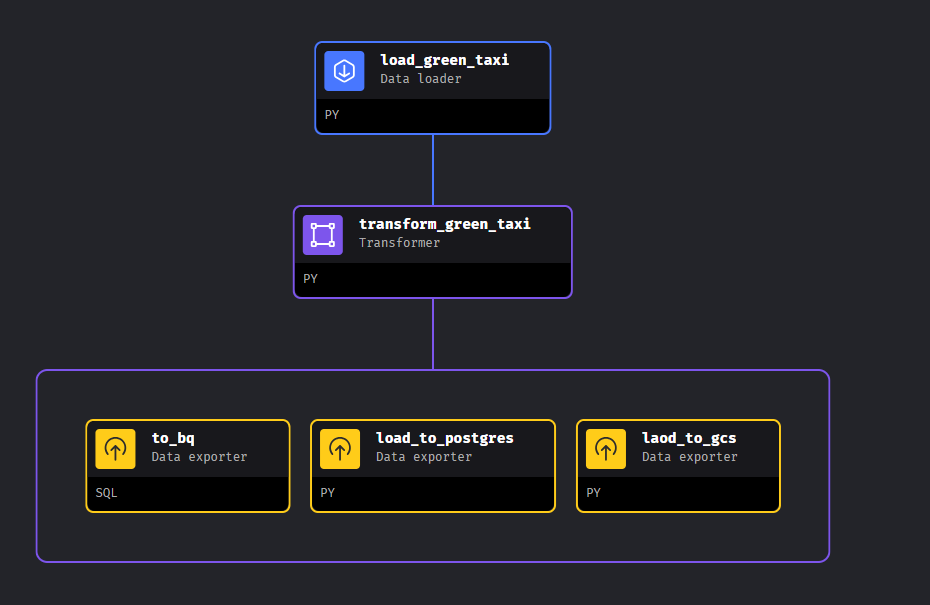 load_green_taxi
Data loader
PY
transform_green_taxi
Transformer
PY
to_bq
Data exporter
SQL
load_to_postgres
Data exporter
PY
laod_to_gcs
Data exporter
PY